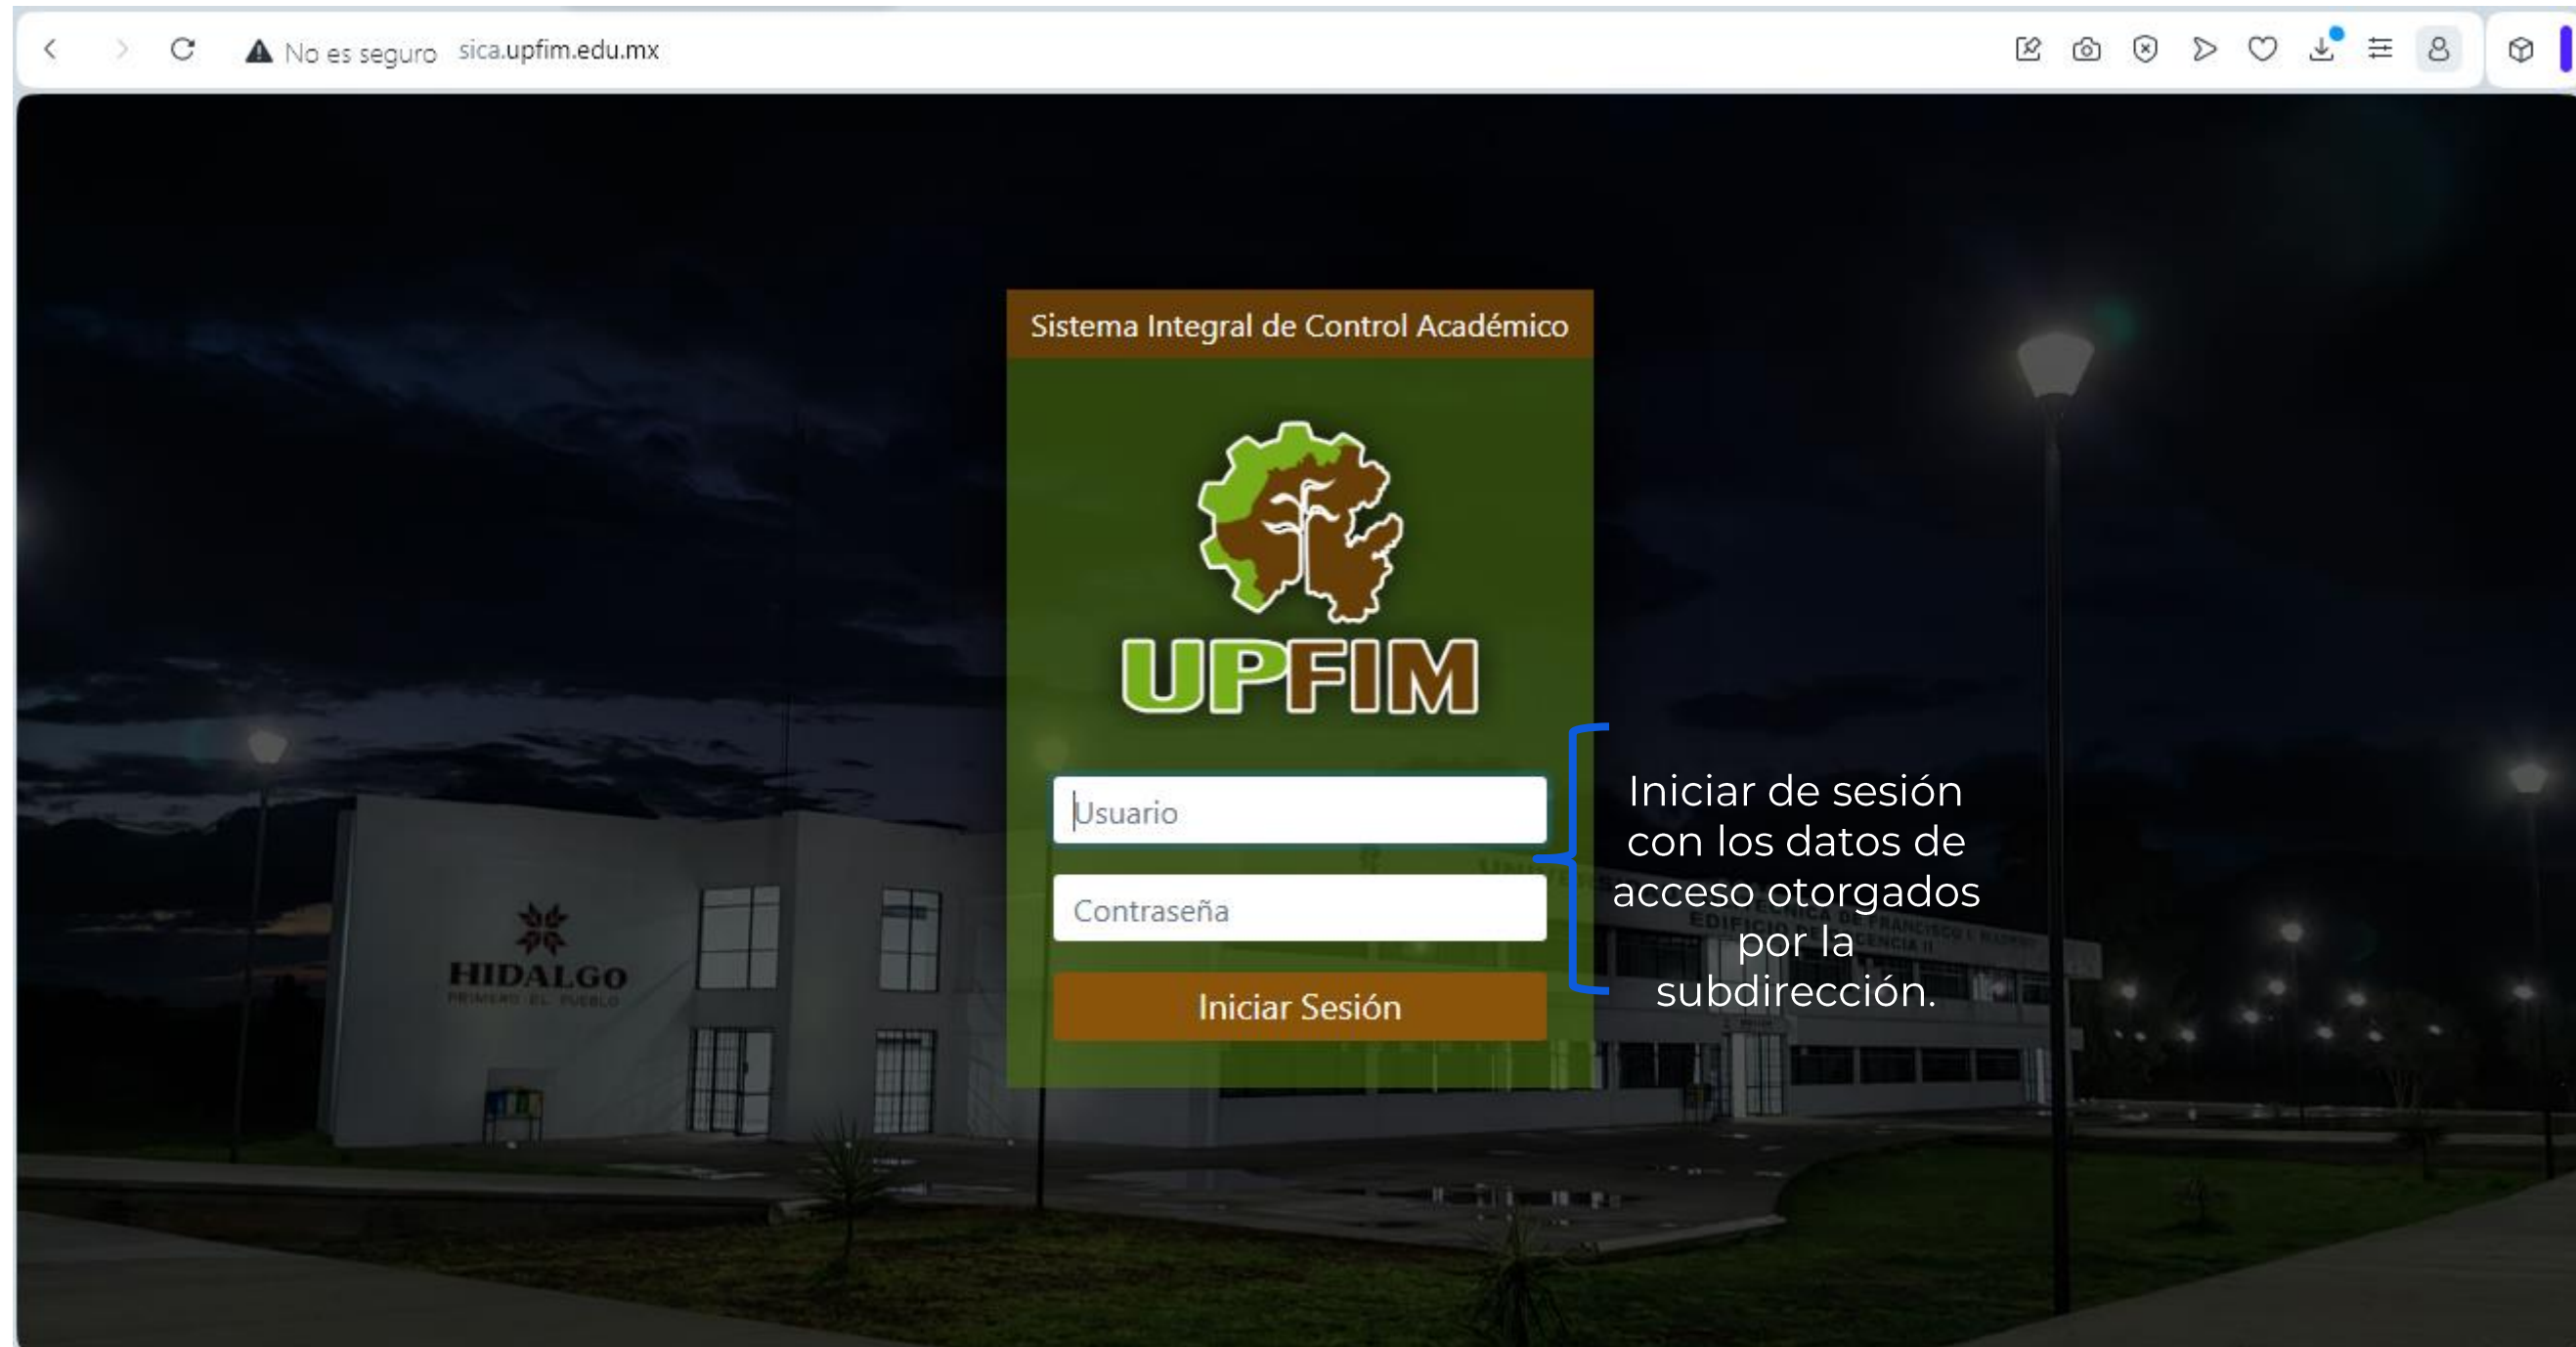 No es seguro sica.upfim.edu.mx
Sistema Integral de Control Académico
UPFIM
Usuario
Contraseña
Iniciar Sesión
Iniciar de sesión
con los datos de
acceso otorgados
por la
subdirección.
HIDALGO
PRIMERO EL PUEBLO